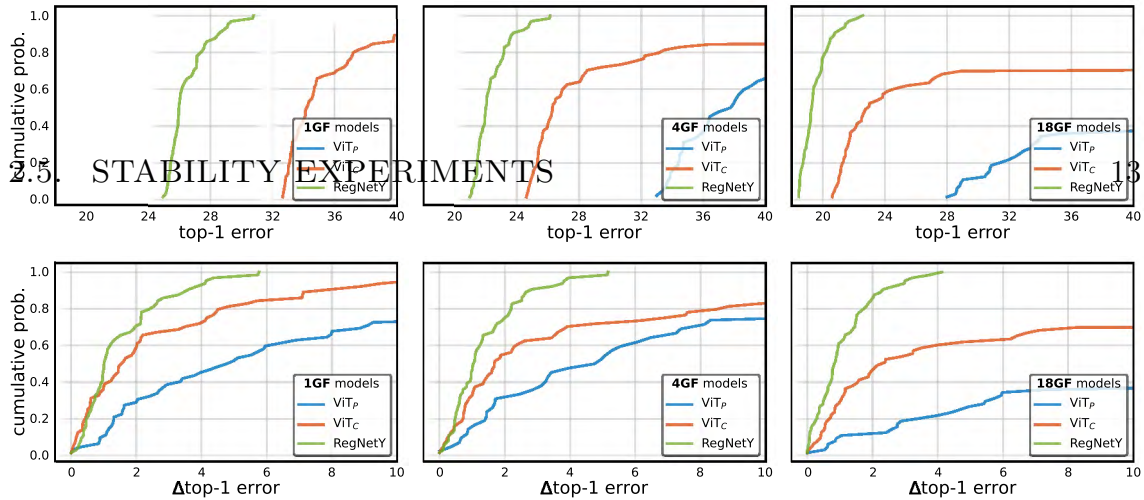 1.0
0.8
0.6
0.4
0.0
cumulative prob.
1GF models
ViT_P
ViT_C
RegNetY
20 24 28 32 36 40
top-1 error
4GF models
ViT_P
ViT_C
RegNetY
20 24 28 32 36 40
top-1 error
18GF models
ViT_P
ViT_C
RegNetY
20 24 28 32 36 40
top-1 error
2.5. STABILITY EXPERIMENTS 13
1.0
0.8
0.6
0.4
0.2
0.0
cumulative prob.
1GF models
ViT_P
ViT_C
RegNetY
0 2 4 6 8 10
Δtop-1 error
4GF models
ViT_P
ViT_C
RegNetY
0 2 4 6 8 10
Δtop-1 error
18GF models
ViT_P
ViT_C
RegNetY
0 2 4 6 8 10
Δtop-1 error